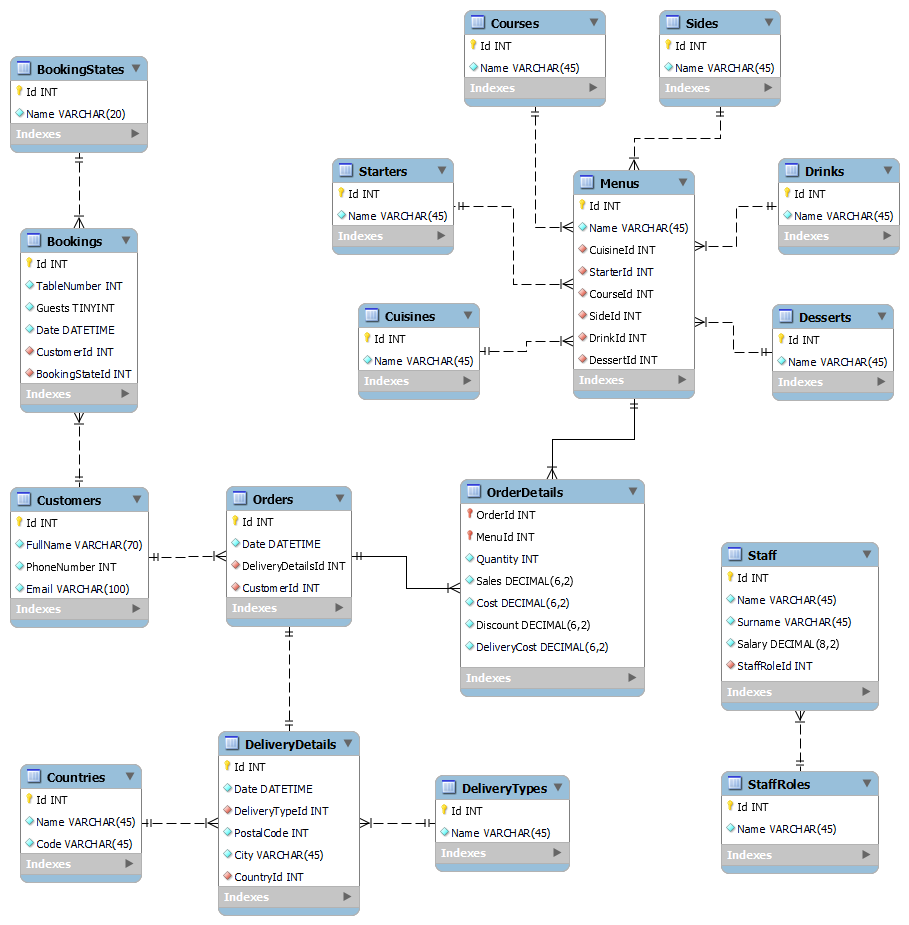 Courses
Id INT
Name VARCHAR(45)
Indexes
Sides
Id INT
Name VARCHAR(45)
Indexes
BookingStates
Id INT
Name VARCHAR(20)
Indexes
Starters
Id INT
Name VARCHAR(45)
Indexes
Menus
Id INT
Name VARCHAR(45)
CuisineId INT
StarterId INT
CourseId INT
SideId INT
DrinkId INT
DessertId INT
Indexes
Drinks
Id INT
Name VARCHAR(45)
Indexes
Bookings
Id INT
TableNumber INT
Guests TINYINT
Date DATETIME
CustomerId INT
BookingStateId INT
Indexes
Cuisines
Id INT
Name VARCHAR(45)
Indexes
Desserts
Id INT
Name VARCHAR(45)
Indexes
Customers
Id INT
FullName VARCHAR(70)
PhoneNumber INT
Email VARCHAR(100)
Indexes
Orders
Id INT
Date DATETIME
DeliveryDetailsId INT
CustomerId INT
Indexes
OrderDetails
OrderId INT
MenuId INT
Quantity INT
Sales DECIMAL(6,2)
Cost DECIMAL(6,2)
Discount DECIMAL(6,2)
DeliveryCost DECIMAL(6,2)
Indexes
Staff
Id INT
Name VARCHAR(45)
Surname VARCHAR(45)
Salary DECIMAL(8,2)
StaffRoleId INT
Indexes
Countries
Id INT
Name VARCHAR(45)
Code VARCHAR(45)
Indexes
DeliveryDetails
Id INT
Date DATETIME
DeliveryTypeId INT
PostalCode INT
City VARCHAR(45)
CountryId INT
Indexes
DeliveryTypes
Id INT
Name VARCHAR(45)
Indexes
StaffRoles
Id INT
Name VARCHAR(45)
Indexes